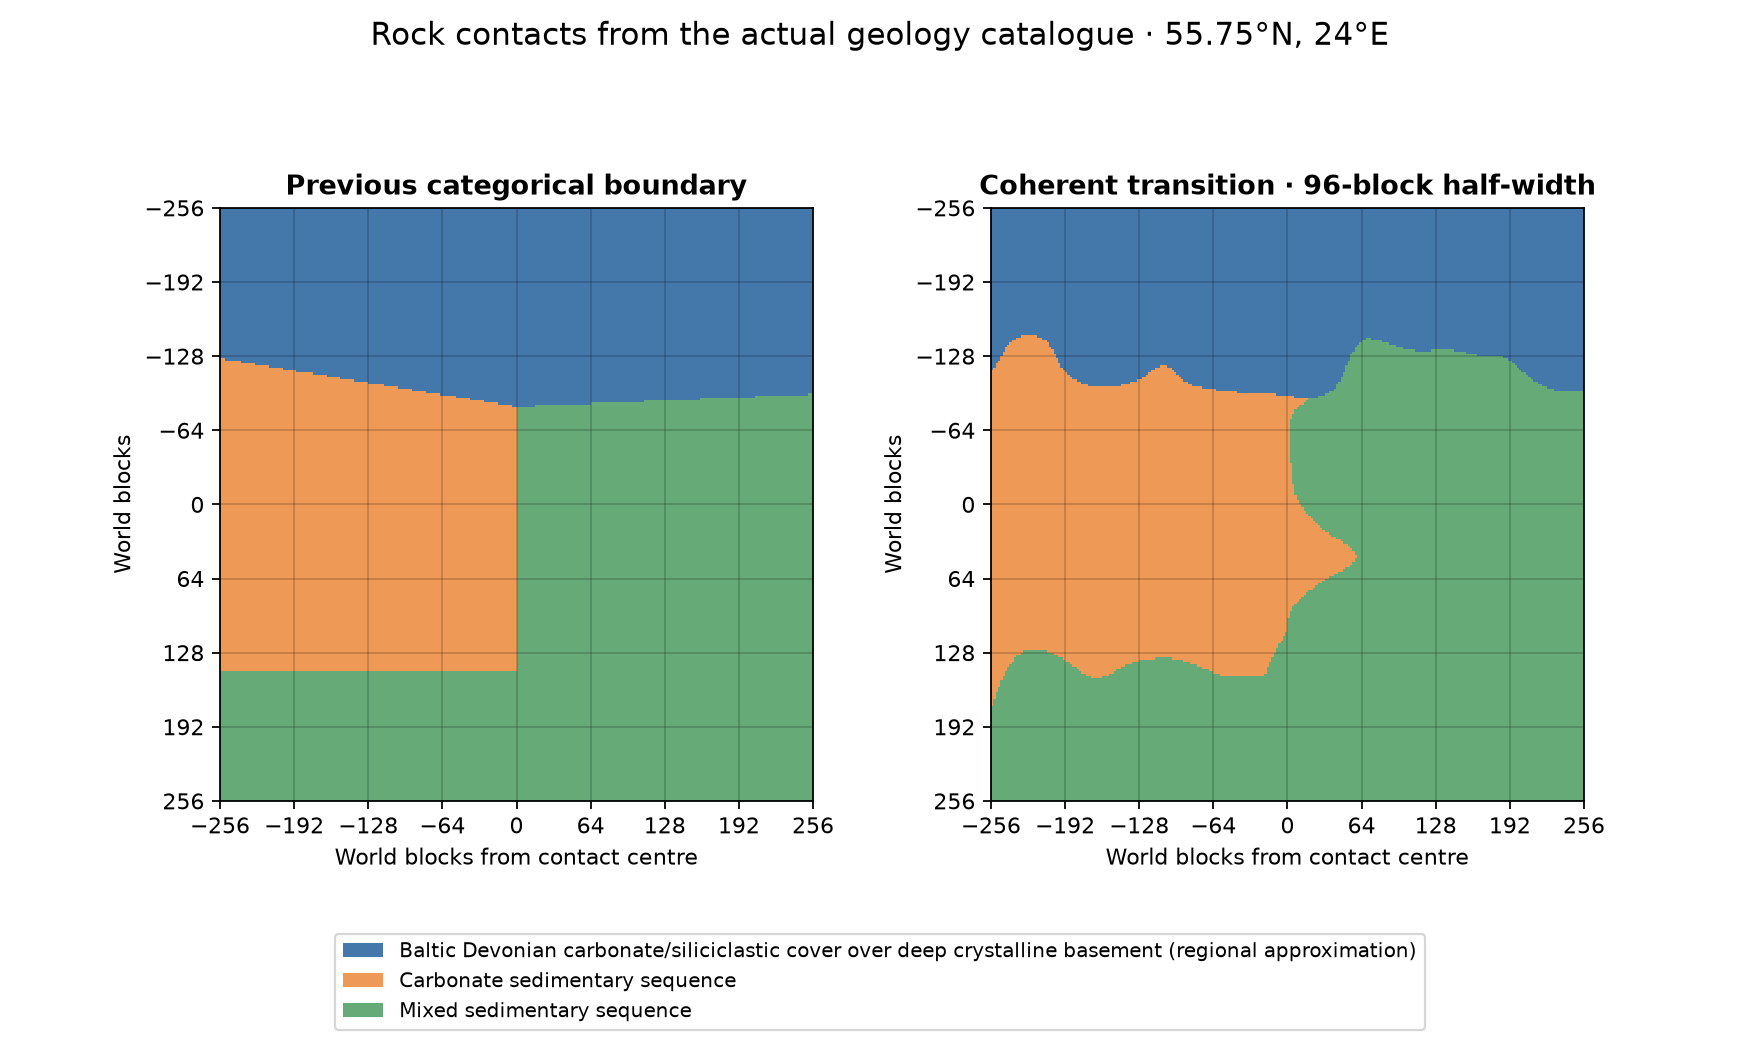 Rock contacts from the actual geology catalogue · 55.75°N, 24°E
Previous categorical boundary
−256
−192
−128
−64
0
64
128
192
256
World blocks
−256 −192 −128 −64 0 64 128 192 256
World blocks from contact centre
Coherent transition · 96-block half-width
−256
−192
−128
−64
0
64
128
192
256
World blocks
−256 −192 −128 −64 0 64 128 192 256
World blocks from contact centre
Baltic Devonian carbonate/siliciclastic cover over deep crystalline basement (regional approximation)
Carbonate sedimentary sequence
Mixed sedimentary sequence